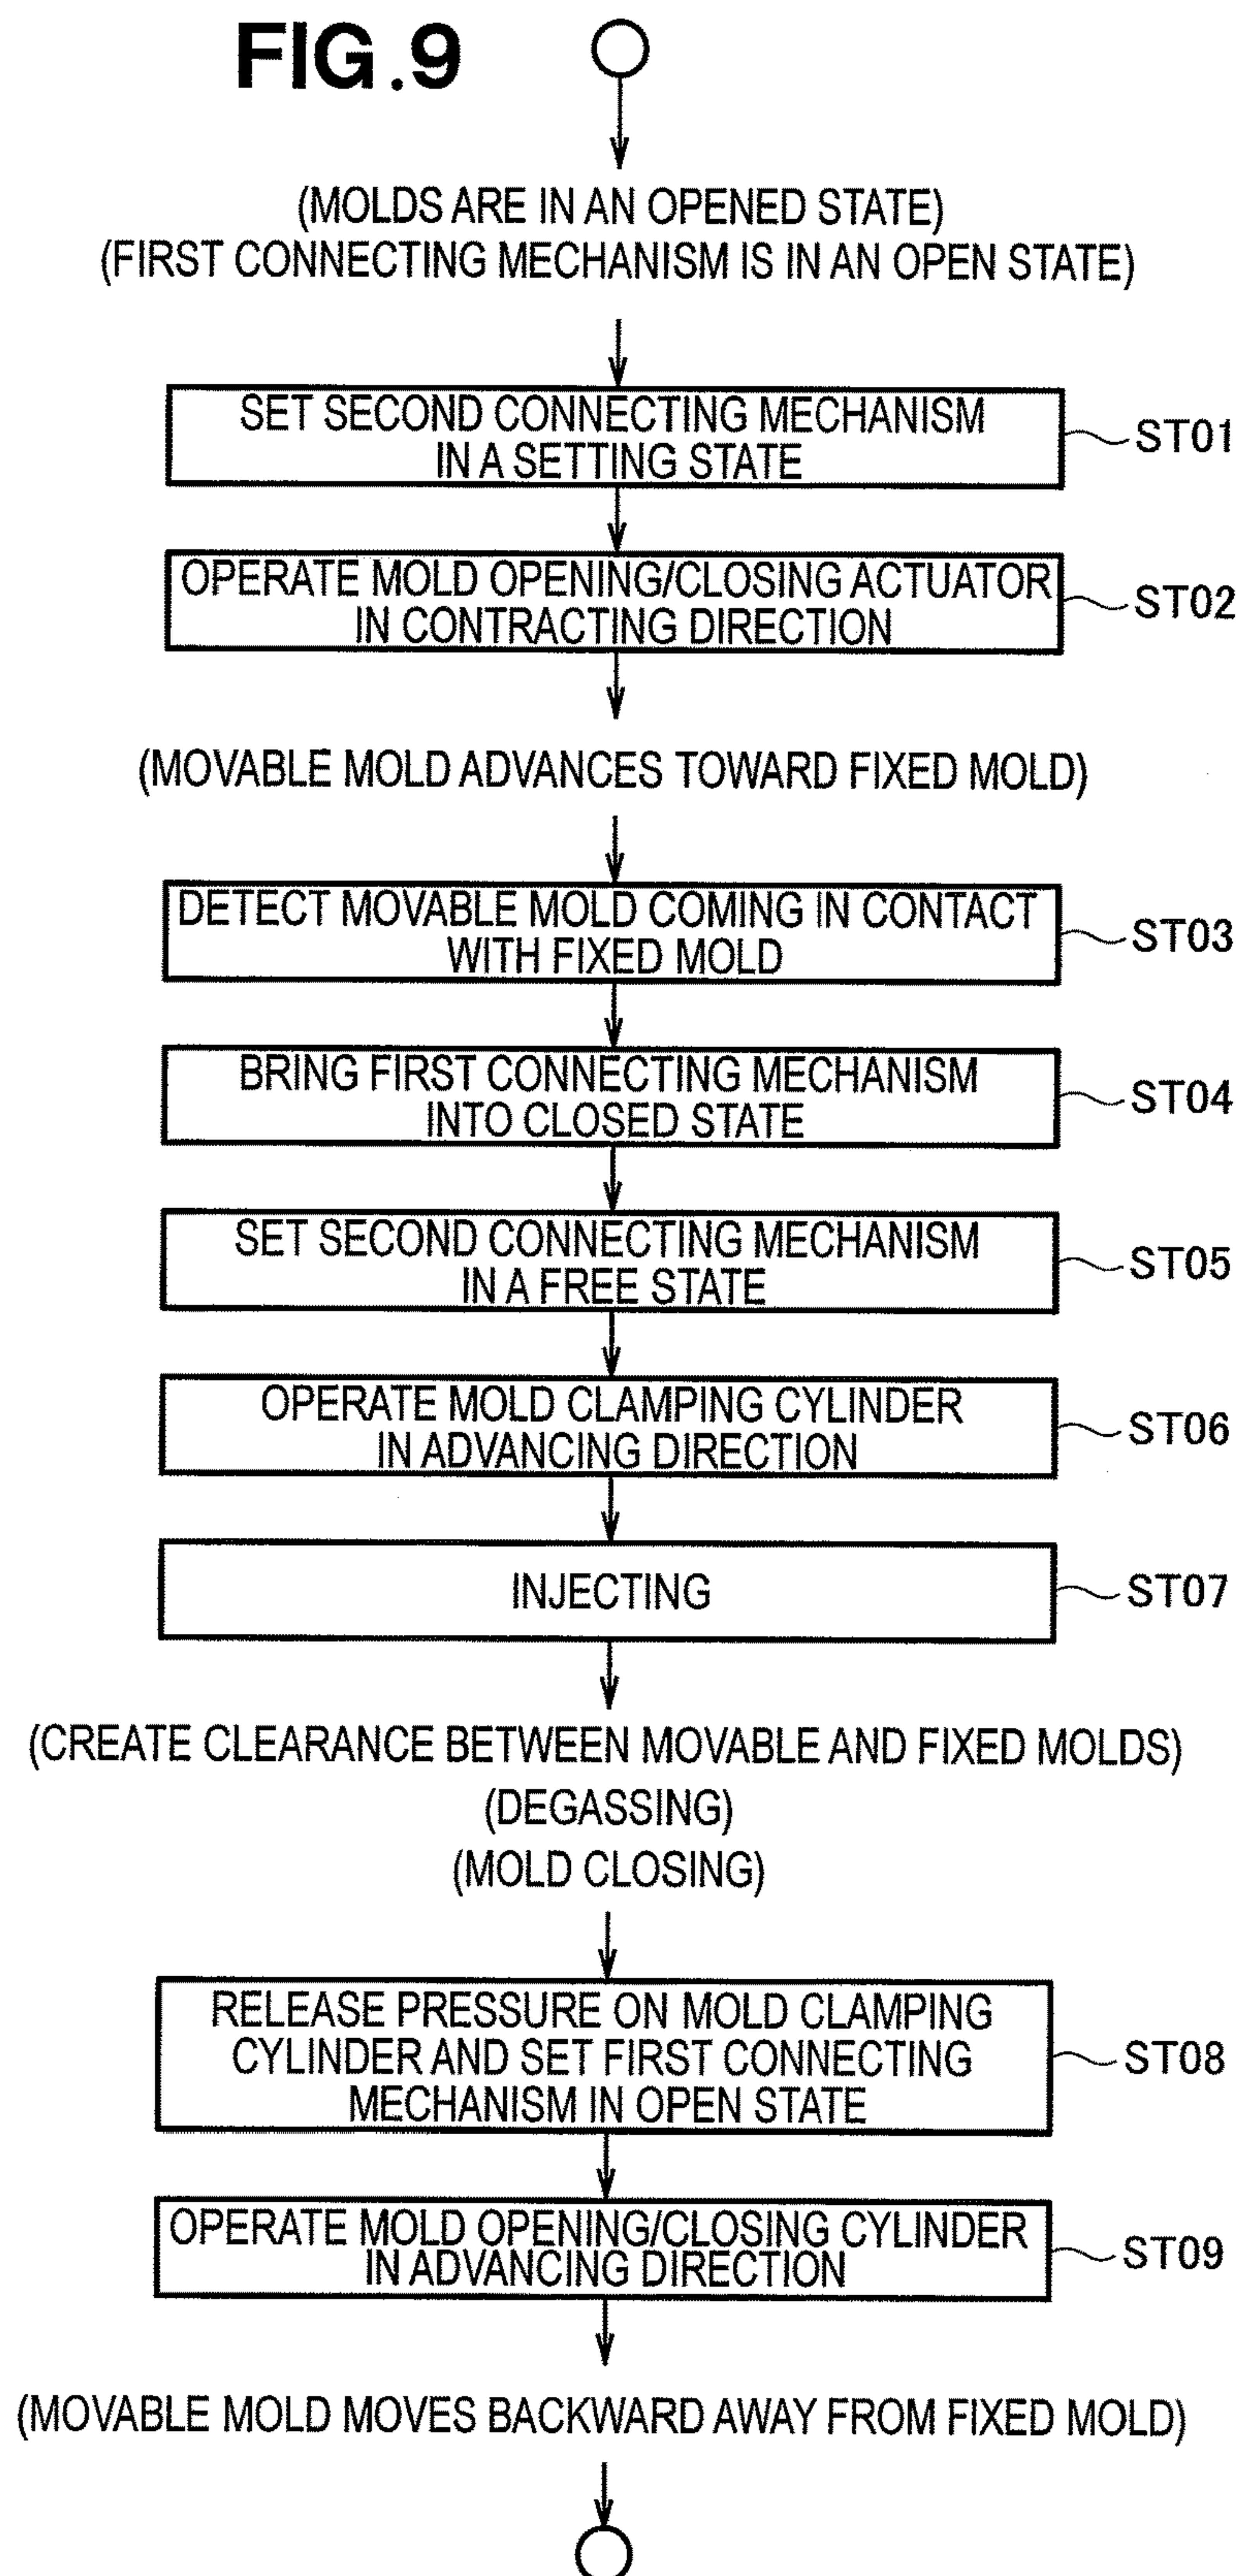 FIG.9
(MOLDS ARE IN AN OPENED STATE)
(FIRST CONNECTING MECHANISM IS IN AN OPEN STATE)
SET SECOND CONNECTING MECHANISM
IN A SETTING STATE
ST01
OPERATE MOLD OPENING/CLOSING ACTUATOR
IN CONTRACTING DIRECTION
ST02
(MOVABLE MOLD ADVANCES TOWARD FIXED MOLD)
DETECT MOVABLE MOLD COMING IN CONTACT
WITH FIXED MOLD
ST03
BRING FIRST CONNECTING MECHANISM
INTO CLOSED STATE
ST04
SET SECOND CONNECTING MECHANISM
IN A FREE STATE
ST05
OPERATE MOLD CLAMPING CYLINDER
IN ADVANCING DIRECTION
ST06
INJECTING
ST07
(CREATE CLEARANCE BETWEEN MOVABLE AND FIXED MOLDS)
(DEGASSING)
(MOLD CLOSING)
RELEASE PRESSURE ON MOLD CLAMPING
CYLINDER AND SET FIRST CONNECTING
MECHANISM IN OPEN STATE
ST08
OPERATE MOLD OPENING/CLOSING CYLINDER
IN ADVANCING DIRECTION
ST09
(MOVABLE MOLD MOVES BACKWARD AWAY FROM FIXED MOLD)